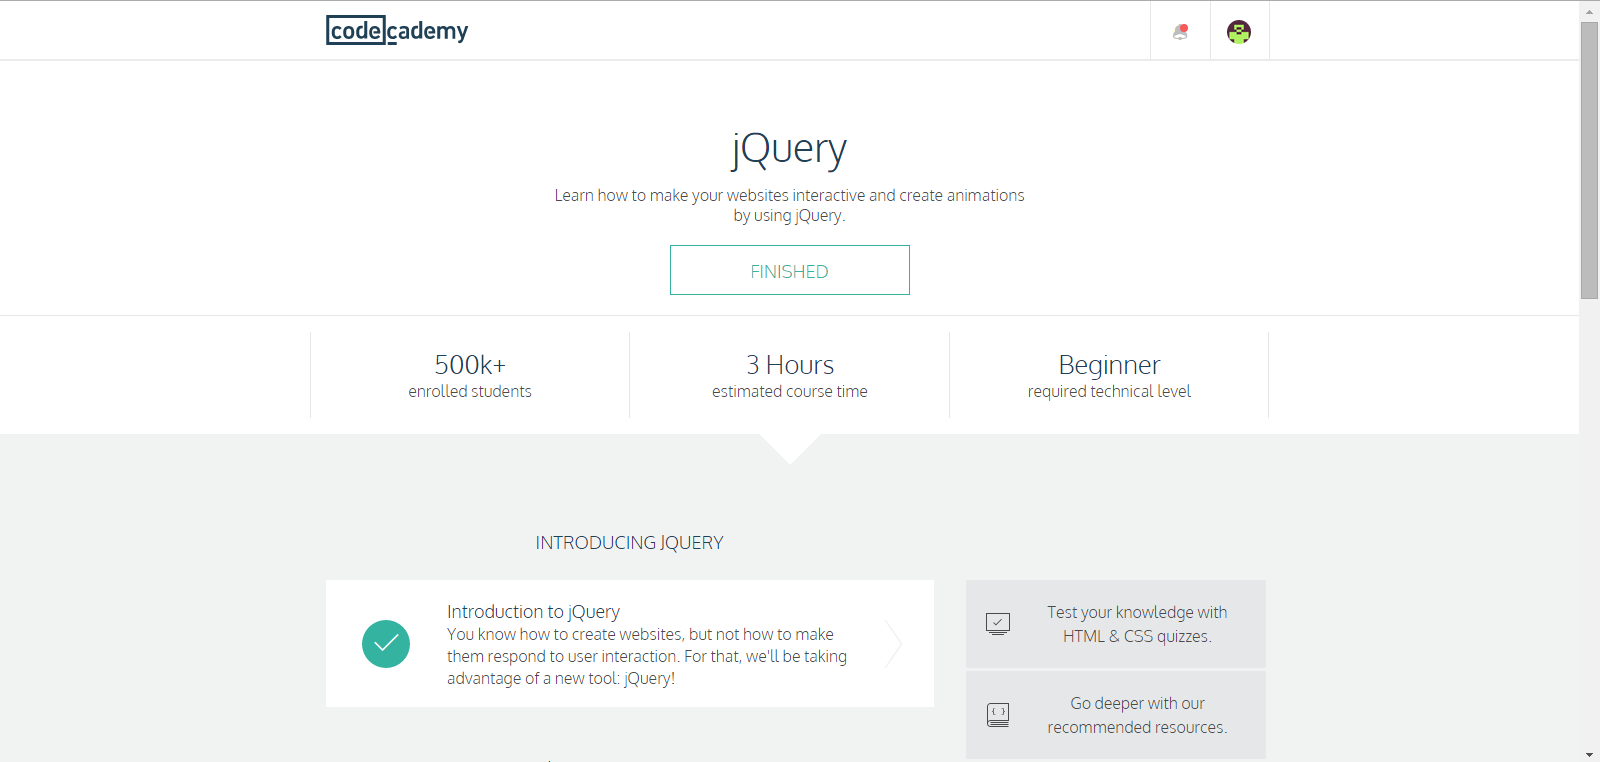 codecademy
jQuery
Learn how to make your websites interactive and create animations
by using jQuery.
FINISHED
500k+
enrolled students
3 Hours
estimated course time
Beginner
required technical level
INTRODUCING JQUERY
Introduction to jQuery
You know how to create websites, but not how to make
them respond to user interaction. For that, we'll be taking
advantage of a new tool: jQuery!
Test your knowledge with
HTML & CSS quizzes.
Go deeper with our
recommended resources.